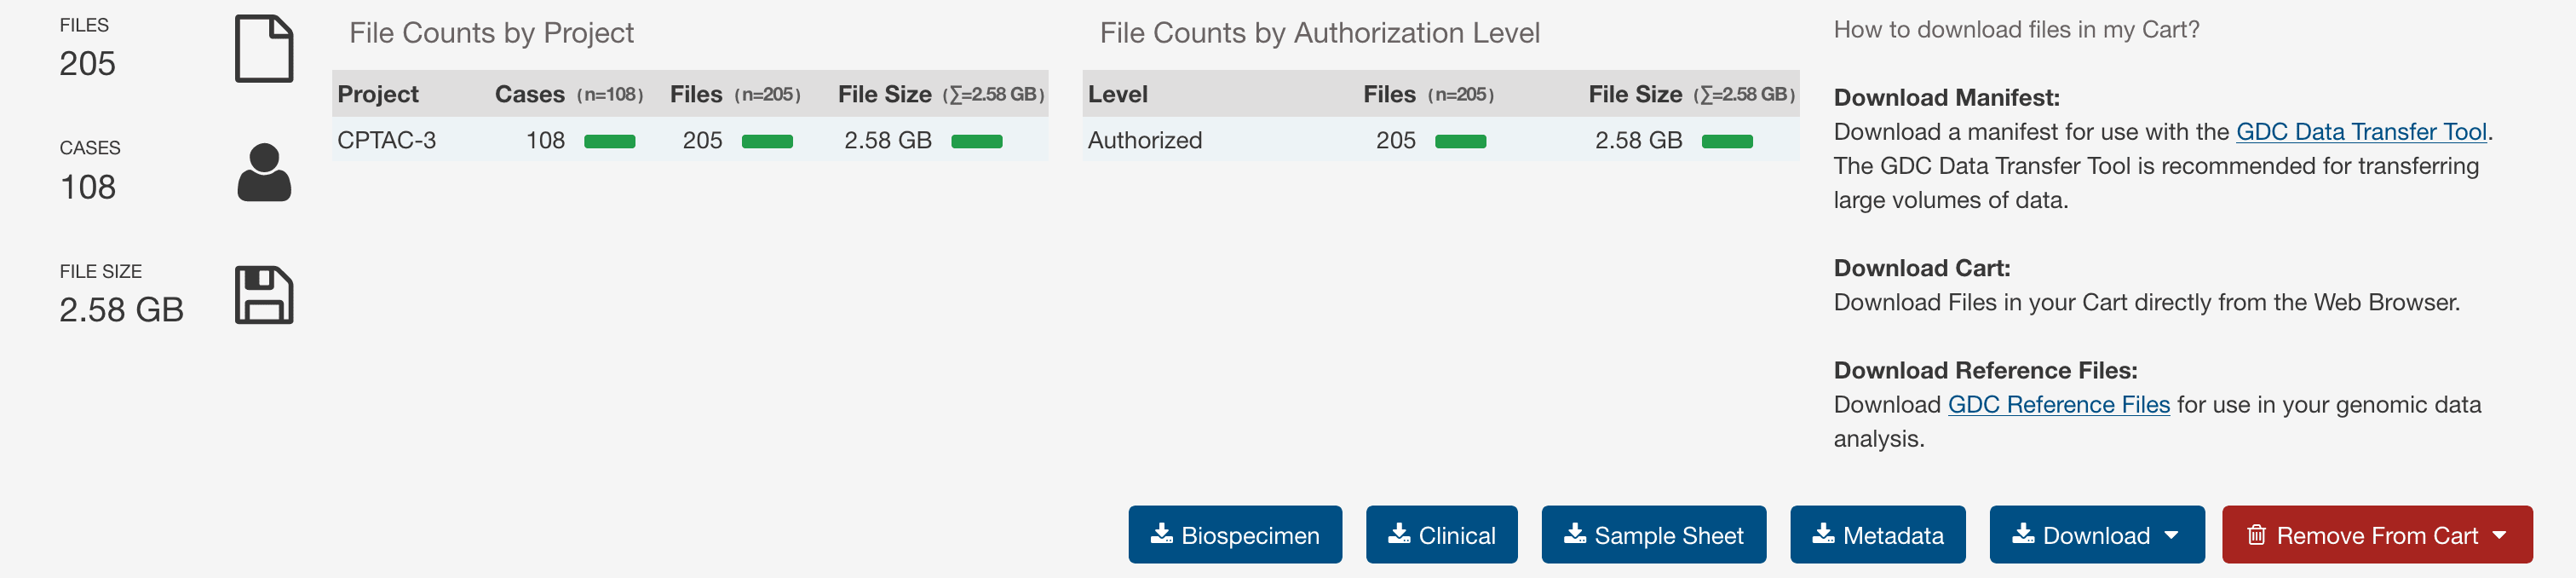 FILES
205
CASES
108
FILE SIZE
2.58 GB
File Counts by Project
Project Cases (n=108) Files (n=205) File Size (∑=2.58 GB)
CPTAC-3 108 205 2.58 GB
File Counts by Authorization Level
Level Files (n=205) File Size (∑=2.58 GB)
Authorized 205 2.58 GB
How to download files in my Cart?
Download Manifest:
Download a manifest for use with the GDC Data Transfer Tool.
The GDC Data Transfer Tool is recommended for transferring
large volumes of data.
Download Cart:
Download Files in your Cart directly from the Web Browser.
Download Reference Files:
Download GDC Reference Files for use in your genomic data
analysis.
Biospecimen Clinical Sample Sheet Metadata Download Remove From Cart